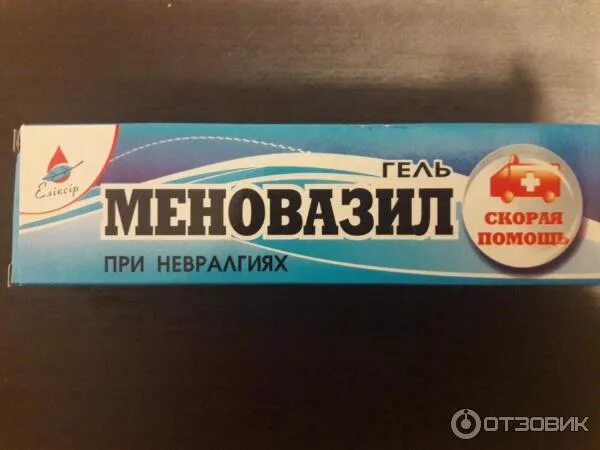 Еліксір
ГЕЛЬ
МЕНОВАЗИЛ
ПРИ НЕВРАЛГИЯХ
СКОРАЯ
ПОМОЩЬ
ОТЗОВИК